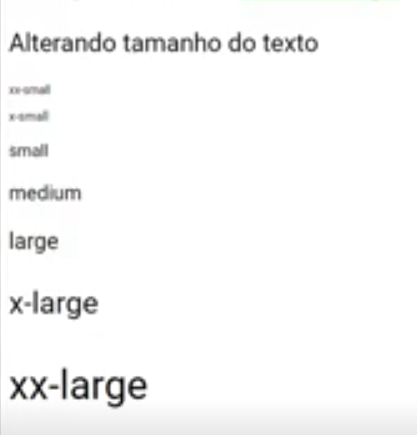 Alterando tamanho do texto
xx-small
x-small
small
medium
large
x-large
xx-large